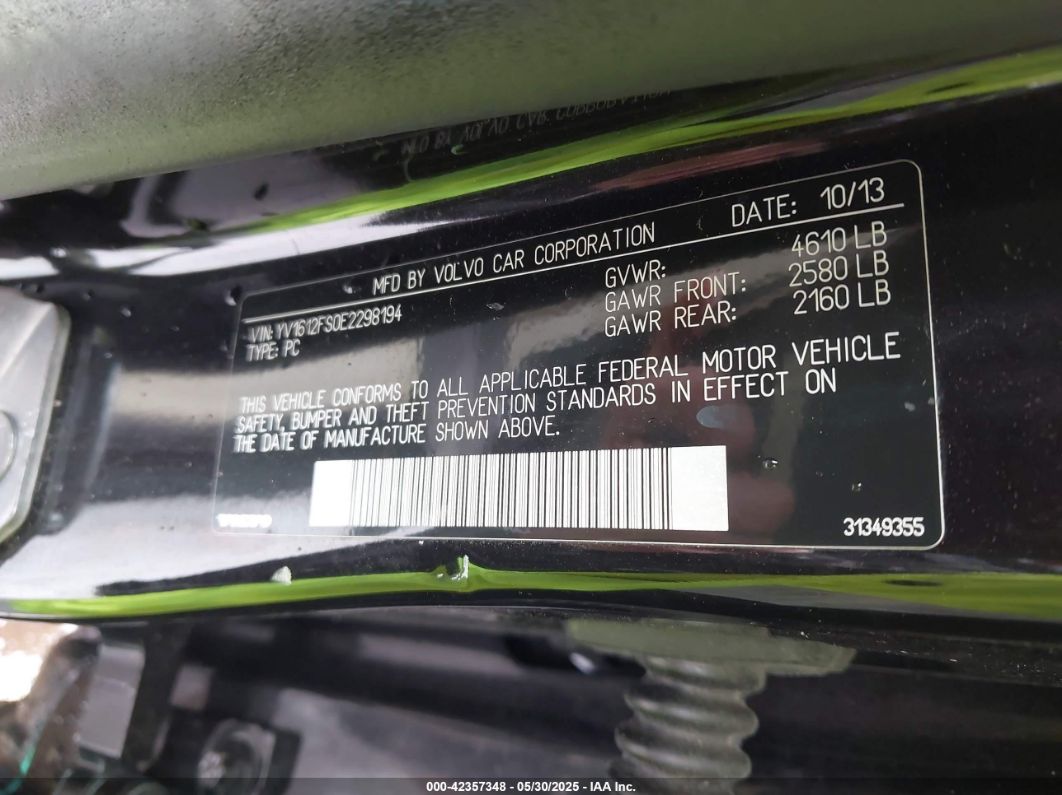 MFD BY VOLVO CAR CORPORATION DATE: 10/13
VIN: YV1612FS0E2298194
TYPE: PC
GVWR: 4610 LB
GAWR FRONT: 2580 LB
GAWR REAR: 2160 LB
THIS VEHICLE CONFORMS TO ALL APPLICABLE FEDERAL MOTOR VEHICLE
SAFETY, BUMPER AND THEFT PREVENTION STANDARDS IN EFFECT ON
THE DATE OF MANUFACTURE SHOWN ABOVE.
31349355
000-42357348 - 05/30/2025 - IAA Inc.